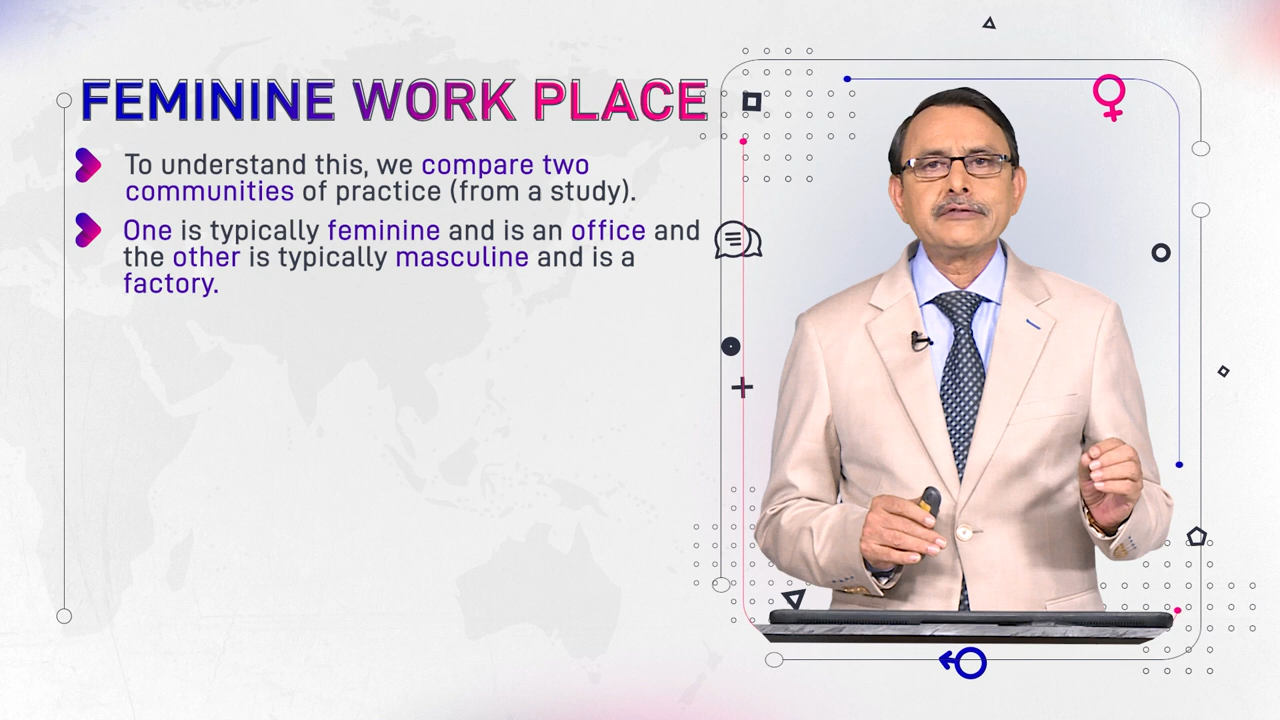 FEMININE WORK PLACE
To understand this, we compare two
communities of practice (from a study).
One is typically feminine and is an office and
the other is typically masculine and is a
factory.